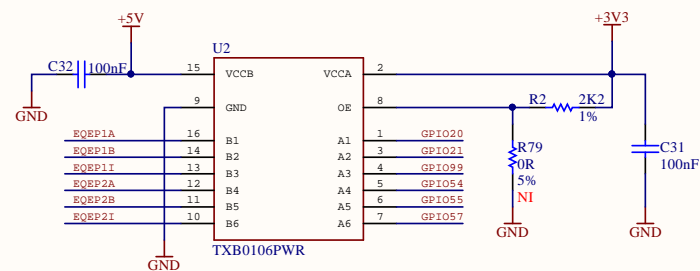 +5V
+3V3
U2
C32
100nF
15
VCCB
VCCA
2
R2
2K2
1%
9
GND
OE
8
GND
EQEP1A
16
B1
A1
1
GPIO20
R79
C31
EQEP1B
14
B2
A2
3
GPIO21
0R
100nF
EQEP1I
13
B3
A3
4
GPIO99
5%
EQEP2A
12
B4
A4
5
GPIO54
NI
EQEP2B
11
B5
A5
6
GPIO55
EQEP2I
10
B6
A6
7
GPIO57
GND
GND
TXB0106PWR
GND